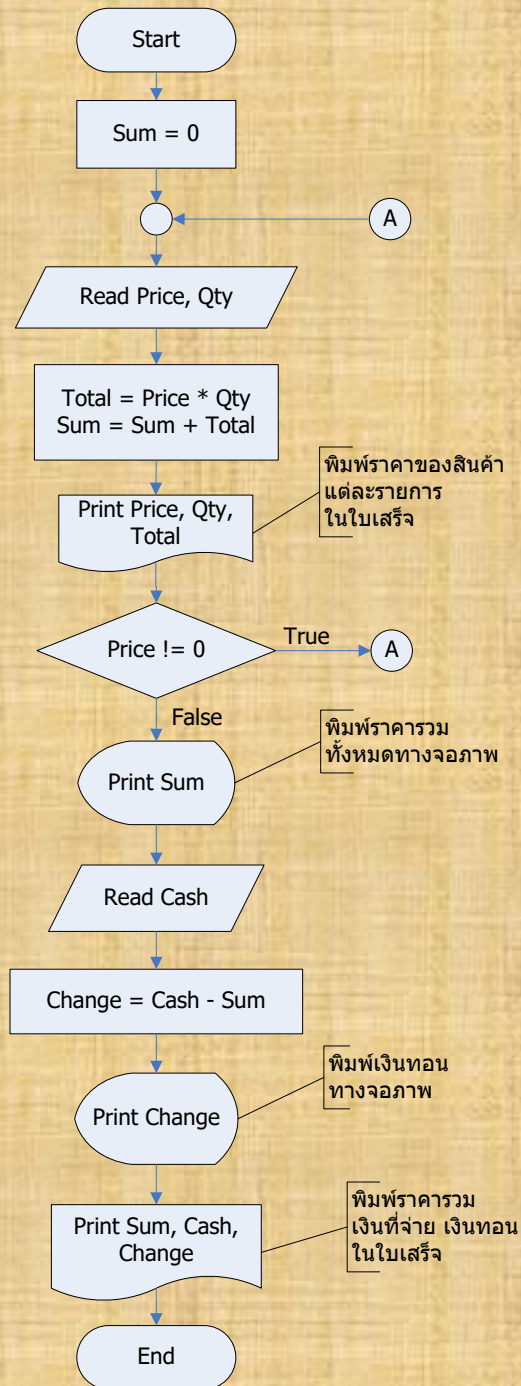 Start
Sum = 0
A
Read Price, Qty
Total = Price * Qty
Sum = Sum + Total
พิมพ์ราคาของสินค้า
แต่ละรายการ
ในใบเสร็จ
Print Price, Qty,
Total
Price != 0
True
A
False
พิมพ์ราคารวม
ทั้งหมดทางจอภาพ
Print Sum
Read Cash
Change = Cash - Sum
พิมพ์เงินทอน
ทางจอภาพ
Print Change
พิมพ์ราคารวม
เงินที่จ่าย เงินทอน
ในใบเสร็จ
Print Sum, Cash,
Change
End